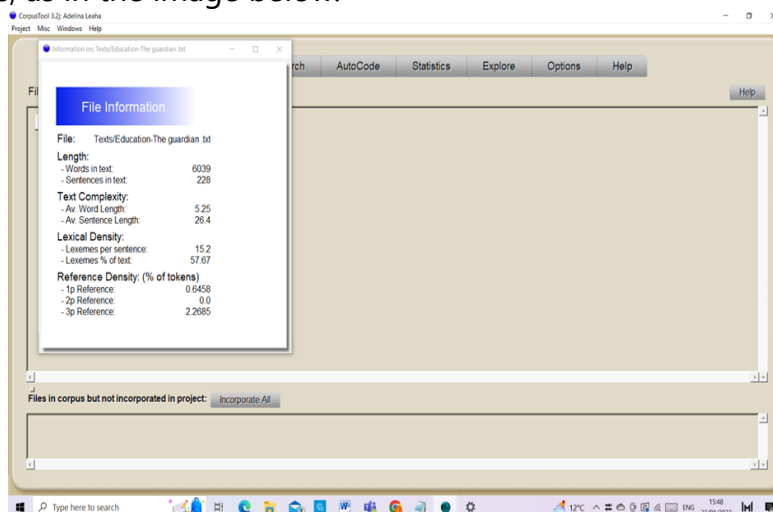 , as in the image below.
CorpusTool 3.2j: Adelina Leaha
Project Misc Windows Help
Information on: Texts/Education-The guardian .txt
rch AutoCode Statistics Explore Options Help
Fil
Help
File Information
File: Texts/Education-The guardian .txt
Length:
- Words in text: 6039
- Sentences in text: 228
Text Complexity:
- Av. Word Length: 5.25
- Av. Sentence Length: 26.4
Lexical Density:
- Lexemes per sentence: 15.2
- Lexemes % of text: 57.67
Reference Density: (% of tokens)
- 1p Reference: 0.6458
- 2p Reference: 0.0
- 3p Reference: 2.2685
Files in corpus but not incorporated in project: Incorporate All
Type here to search
12°C ENG 15:48